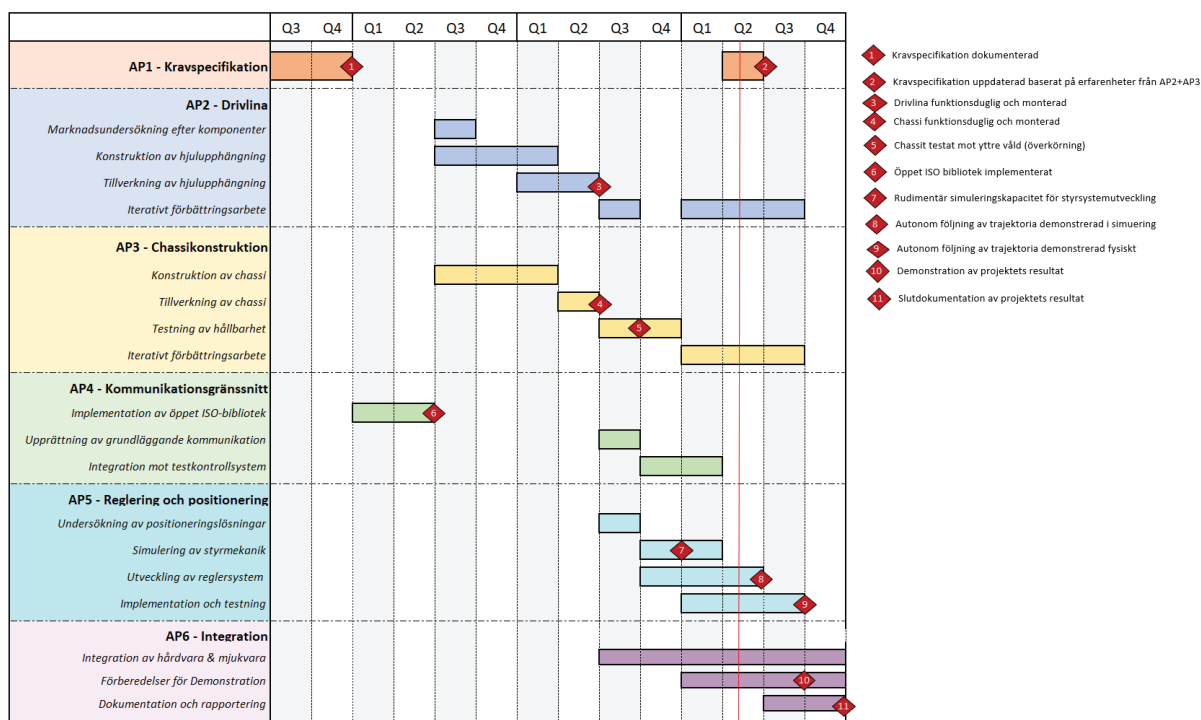 Q3 Q4 Q1 Q2 Q3 Q4 Q1 Q2 Q3 Q4 Q1 Q2 Q3 Q4
AP1 - Kravspecifikation
1
2
AP2 - Drivlina
Marknadsundersökning efter komponenter
Konstruktion av hjulupphängning
Tillverkning av hjulupphängning
3
Iterativt förbättringsarbete
AP3 - Chassikonstruktion
Konstruktion av chassi
Tillverkning av chassi
4
Testning av hållbarhet
5
Iterativt förbättringsarbete
AP4 - Kommunikationsgränssnitt
Implementation av öppet ISO-bibliotek
6
Upprättning av grundläggande kommunikation
Integration mot testkontrollsystem
AP5 - Reglering och positionering
Undersökning av positioneringslösningar
Simulering av styrmekanik
7
Utveckling av reglersystem
8
Implementation och testning
9
AP6 - Integration
Integration av hårdvara & mjukvara
Förberedelser för Demonstration
10
Dokumentation och rapportering
11
1 Kravspecifikation dokumenterad
2 Kravspecifikation uppdaterad baserat på erfarenheter från AP2+AP3
3 Drivlina funktionsduglig och monterad
4 Chassi funktionsduglig och monterad
5 Chassit testat mot yttre våld (överkörning)
6 Öppet ISO bibliotek implementerat
7 Rudimentär simuleringskapacitet för styrsystemutveckling
8 Autonom följning av trajektoria demonstrerad i simuering
9 Autonom följning av trajektoria demonstrerad fysiskt
10 Demonstration av projektets resultat
11 Slutdokumentation av projektets resultat